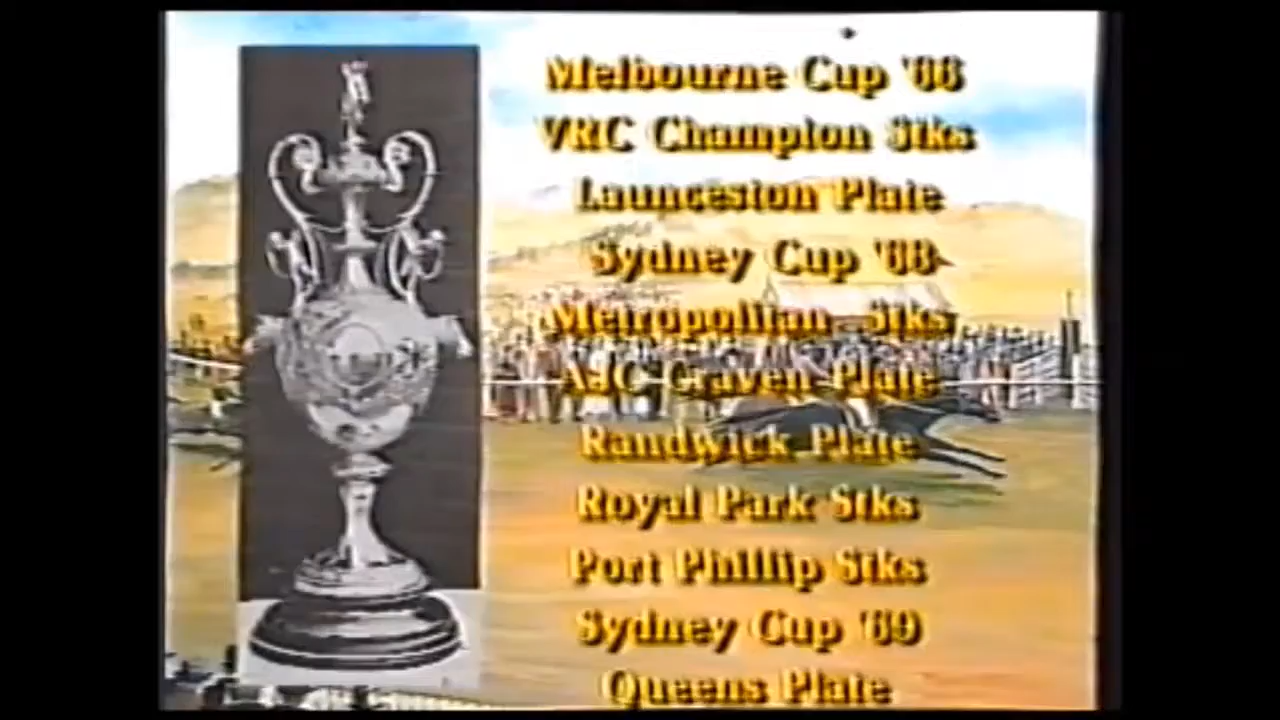 Melbourne Cup '66
VRC Champion Stks
Launceston Plate
Sydney Cup '68
Metropolitian Stks
AJC Craven Plate
Randwick Plate
Royal Park Stks
Port Phillip Stks
Sydney Cup '69
Queens Plate